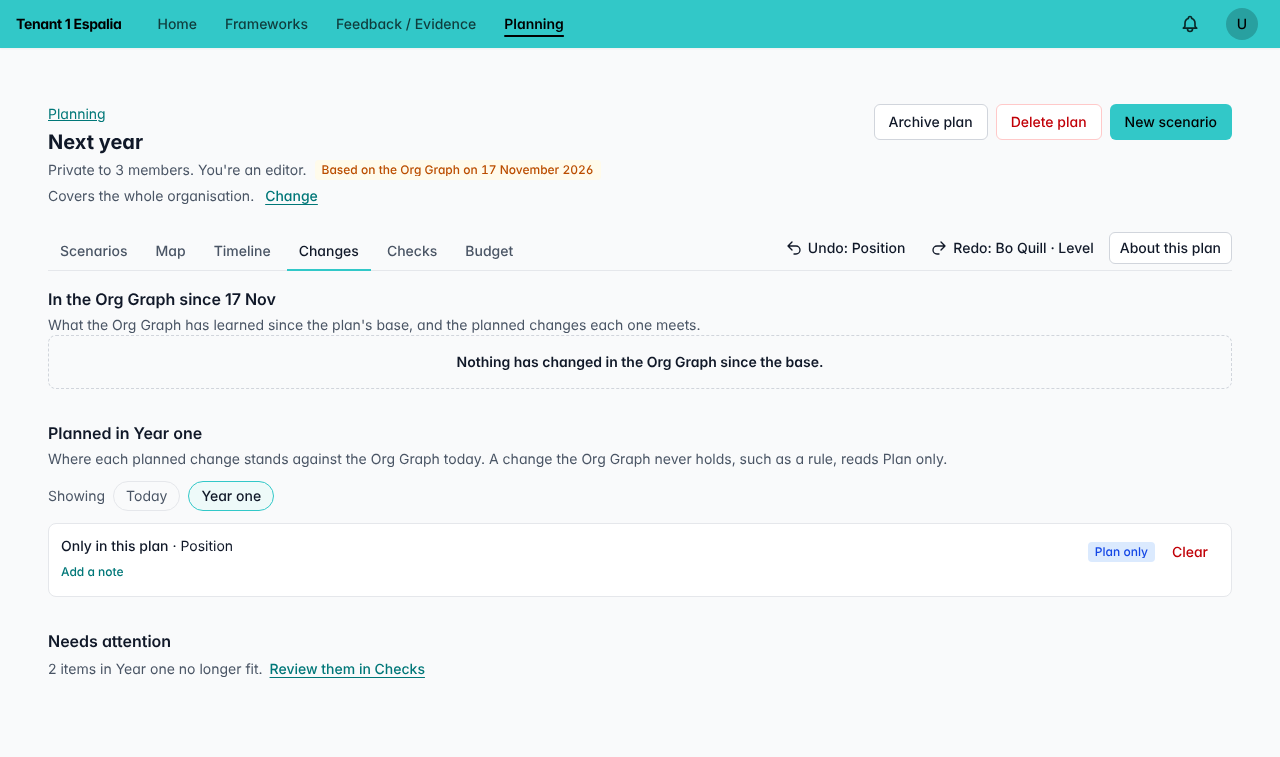 Tenant 1 Espalia
Home
Frameworks
Feedback / Evidence
Planning
U
Planning
Archive plan
Delete plan
New scenario
Next year
Private to 3 members. You're an editor.
Based on the Org Graph on 17 November 2026
Covers the whole organisation.
Change
Scenarios
Map
Timeline
Changes
Checks
Budget
Undo: Position
Redo: Bo Quill · Level
About this plan
In the Org Graph since 17 Nov
What the Org Graph has learned since the plan's base, and the planned changes each one meets.
Nothing has changed in the Org Graph since the base.
Planned in Year one
Where each planned change stands against the Org Graph today. A change the Org Graph never holds, such as a rule, reads Plan only.
Showing
Today
Year one
Only in this plan · Position
Plan only
Clear
Add a note
Needs attention
2 items in Year one no longer fit.
Review them in Checks